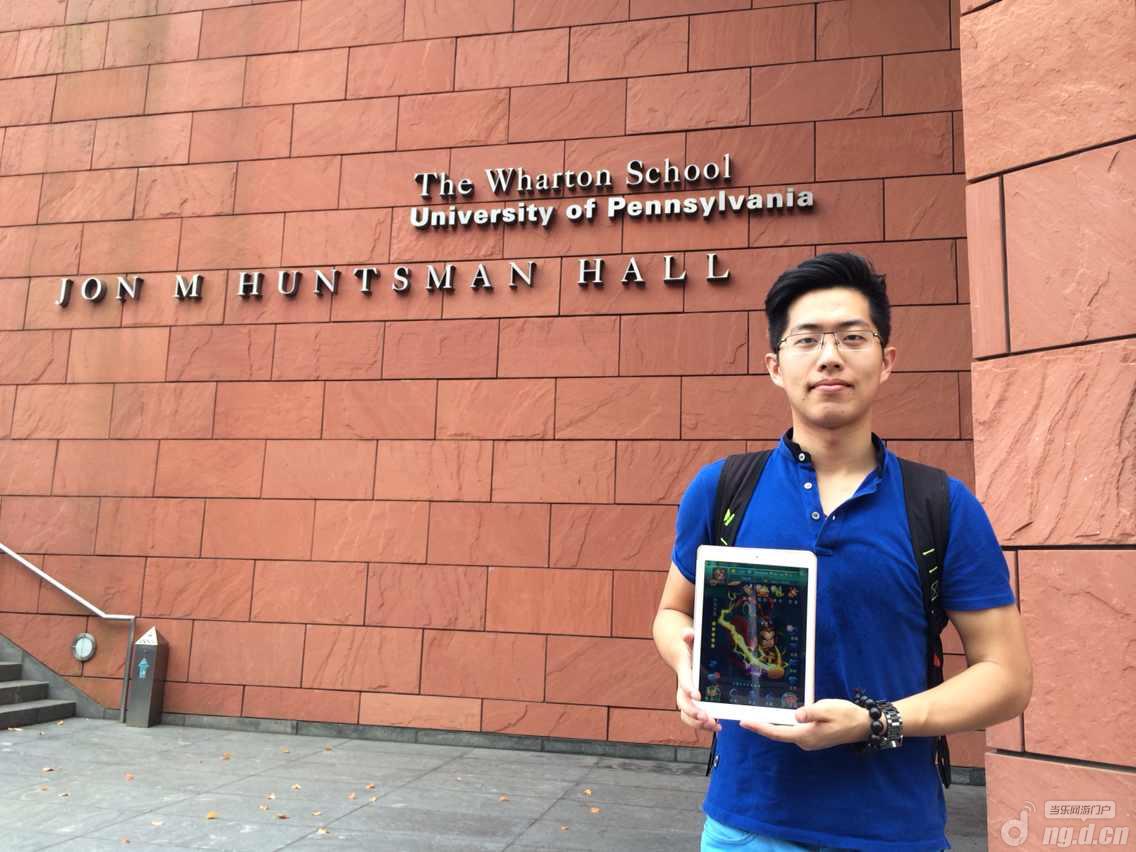 The Wharton School
University of Pennsylvania
JON M HUNTSMAN HALL
当乐网游门户
ng.d.cn